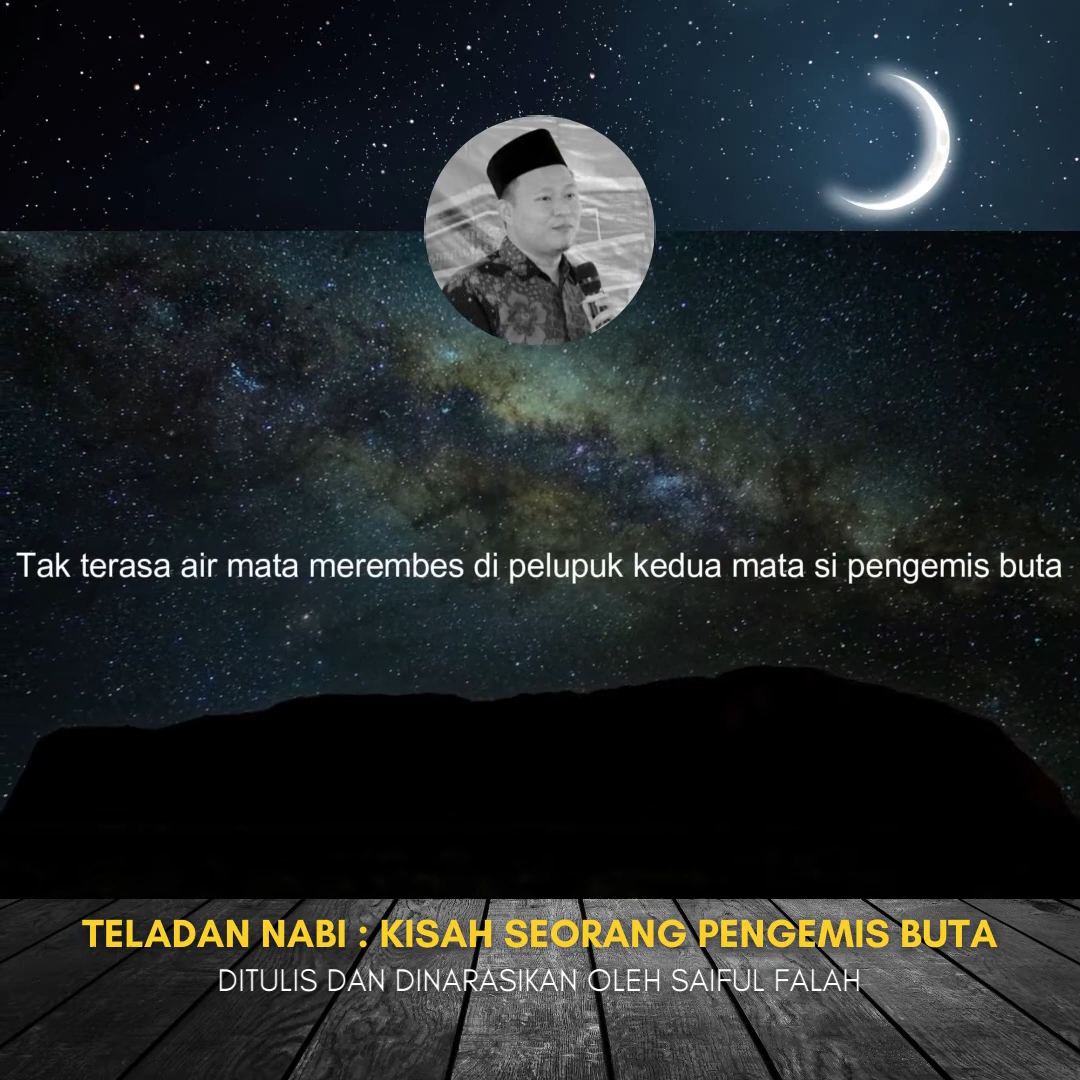 Tak terasa air mata merembes di pelupuk kedua mata si pengemis buta
TELADAN NABI : KISAH SEORANG PENGEMIS BUTA
DITULIS DAN DINARASIKAN OLEH SAIFUL FALAH